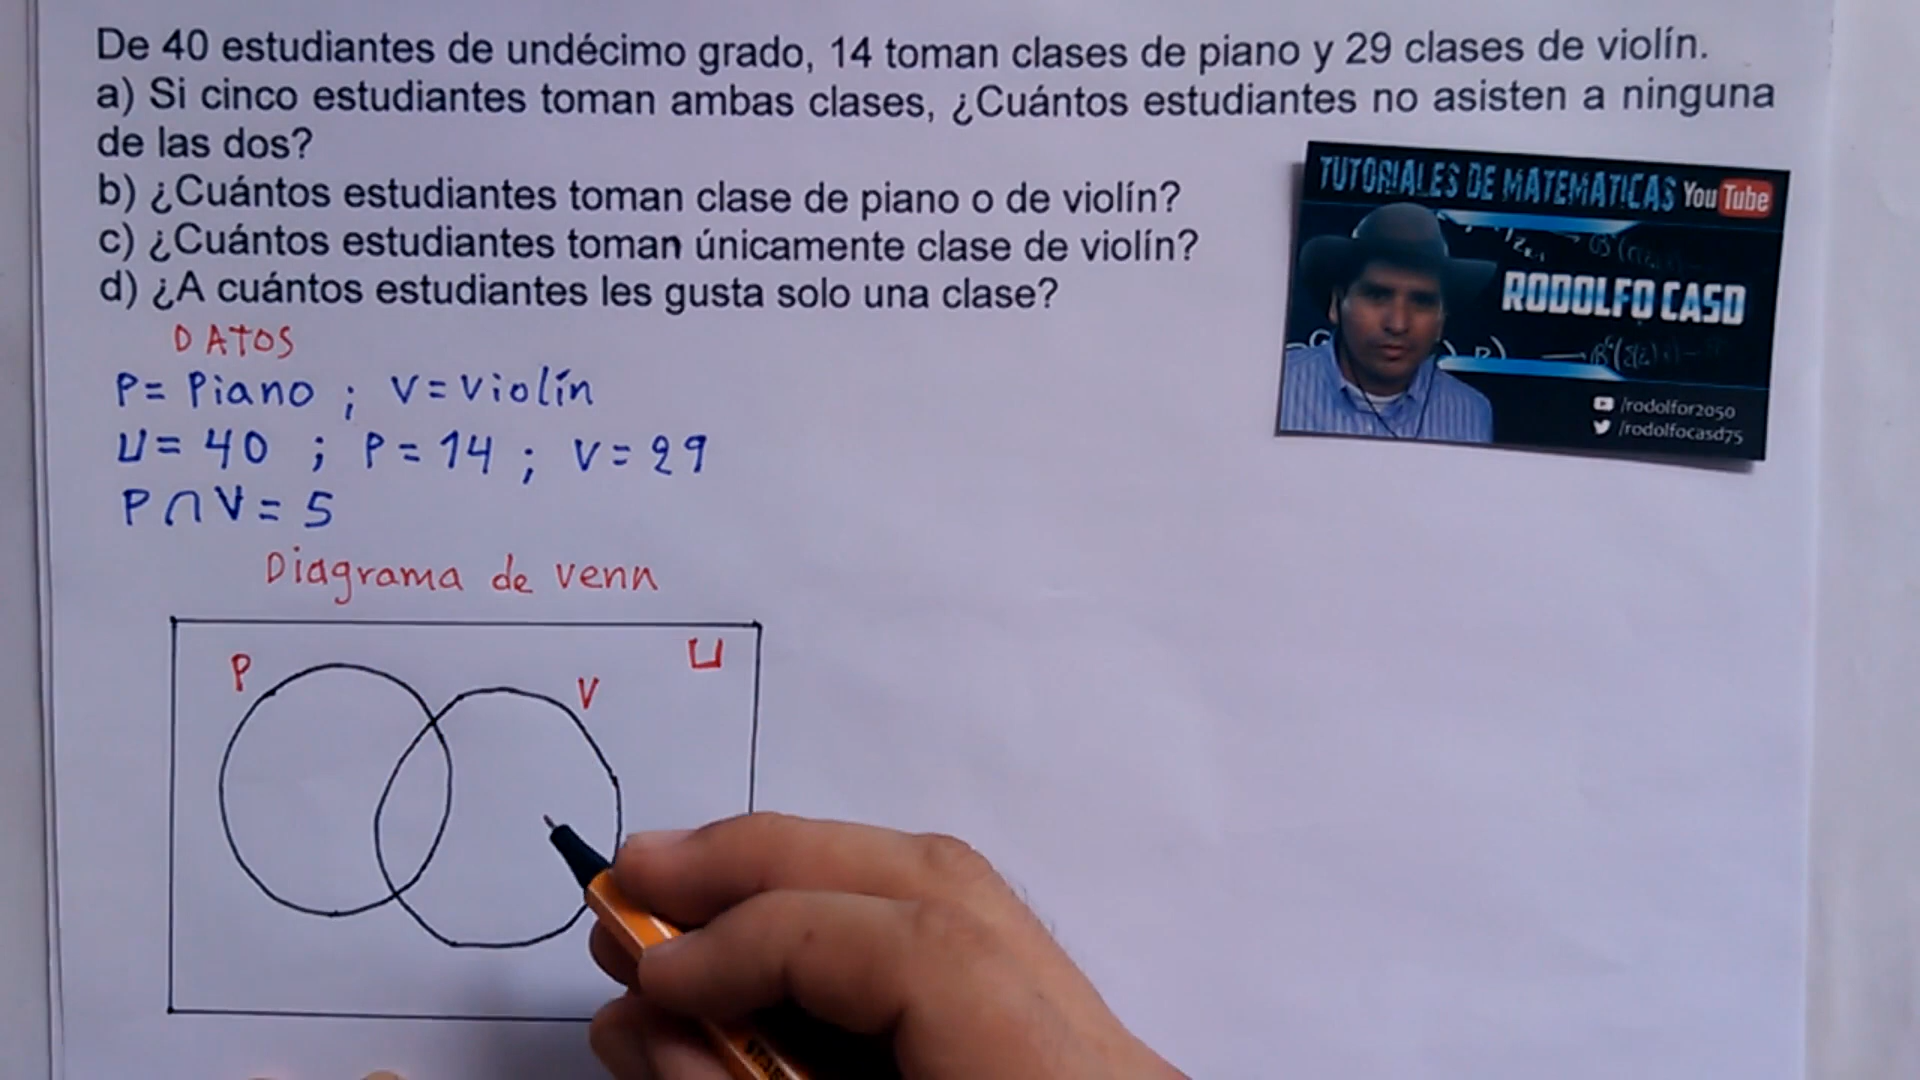 De 40 estudiantes de undécimo grado, 14 toman clases de piano y 29 clases de violín.
a) Si cinco estudiantes toman ambas clases, ¿Cuántos estudiantes no asisten a ninguna
de las dos?
b) ¿Cuántos estudiantes toman clase de piano o de violín?
c) ¿Cuántos estudiantes toman únicamente clase de violín?
d) ¿A cuántos estudiantes les gusta solo una clase?
TUTORIALES DE MATEMATICAS YouTube
RODOLFO CASD
/rodolfor2050
/rodolfocasd75
DATOS
P= Piano ; V=Violín
U= 40 ; P=14 ; V=29
P∩V= 5
Diagrama de venn
P
V
U